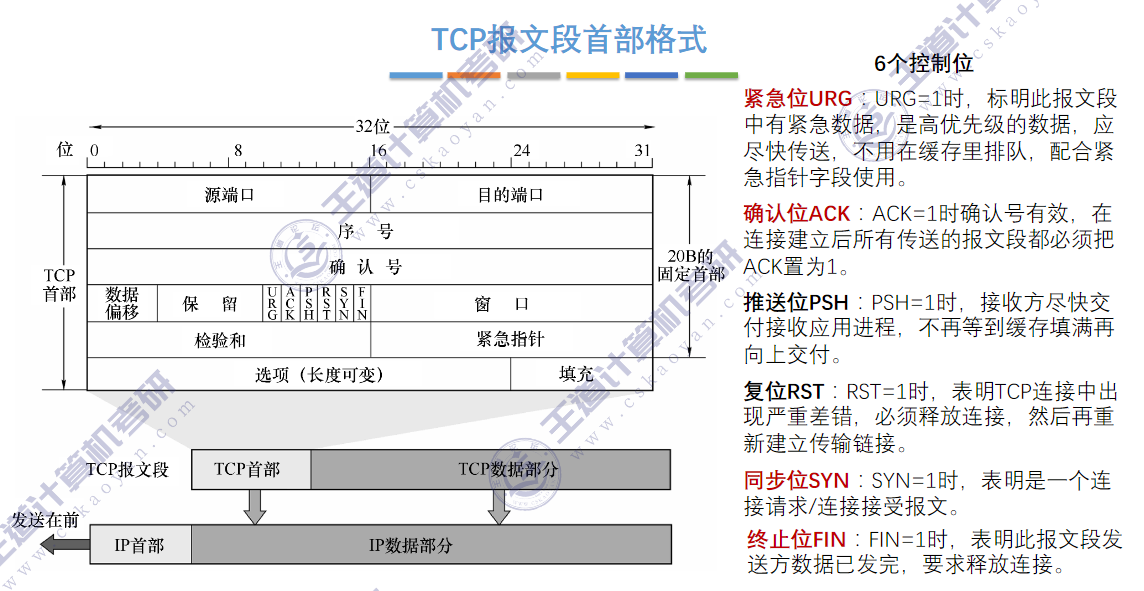 TCP报文段首部格式
6个控制位
紧急位URG：URG=1时，标明此报文段
中有紧急数据，是高优先级的数据，应
尽快传送，不用在缓存里排队，配合紧
急指针字段使用。
确认位ACK：ACK=1时确认号有效，在
连接建立后所有传送的报文段都必须把
ACK置为1。
推送位PSH：PSH=1时，接收方尽快交
付接收应用进程，不再等到缓存填满再
向上交付。
复位RST：RST=1时，表明TCP连接中出
现严重差错，必须释放连接，然后再重
新建立传输链接。
同步位SYN：SYN=1时，表明是一个连
接请求/连接接受报文。
终止位FIN：FIN=1时，表明此报文段发
送方数据已发完，要求释放连接。
32位
位 0 8 16 24 31
源端口 目的端口
序 号
确 认 号
TCP
首部
20B的
固定首部
数据
偏移
保 留
URG
ACK
PSH
RST
SYN
FIN
窗 口
检验和 紧急指针
选项（长度可变） 填充
TCP报文段 TCP首部 TCP数据部分
发送在前
IP首部 IP数据部分
王道计算机考研
www.cskaoyan.com